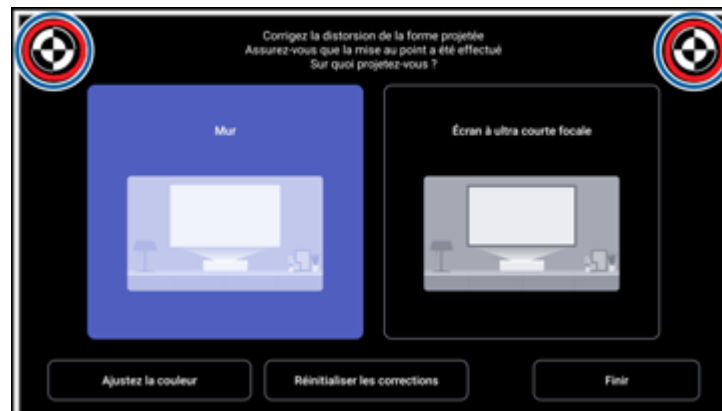 Corrigez la distorsion de la forme projetée
Assurez-vous que la mise au point a été effectué
Sur quoi projetez-vous ?
Mur
Écran à ultra courte focale
Ajustez la couleur
Réinitialiser les corrections
Finir